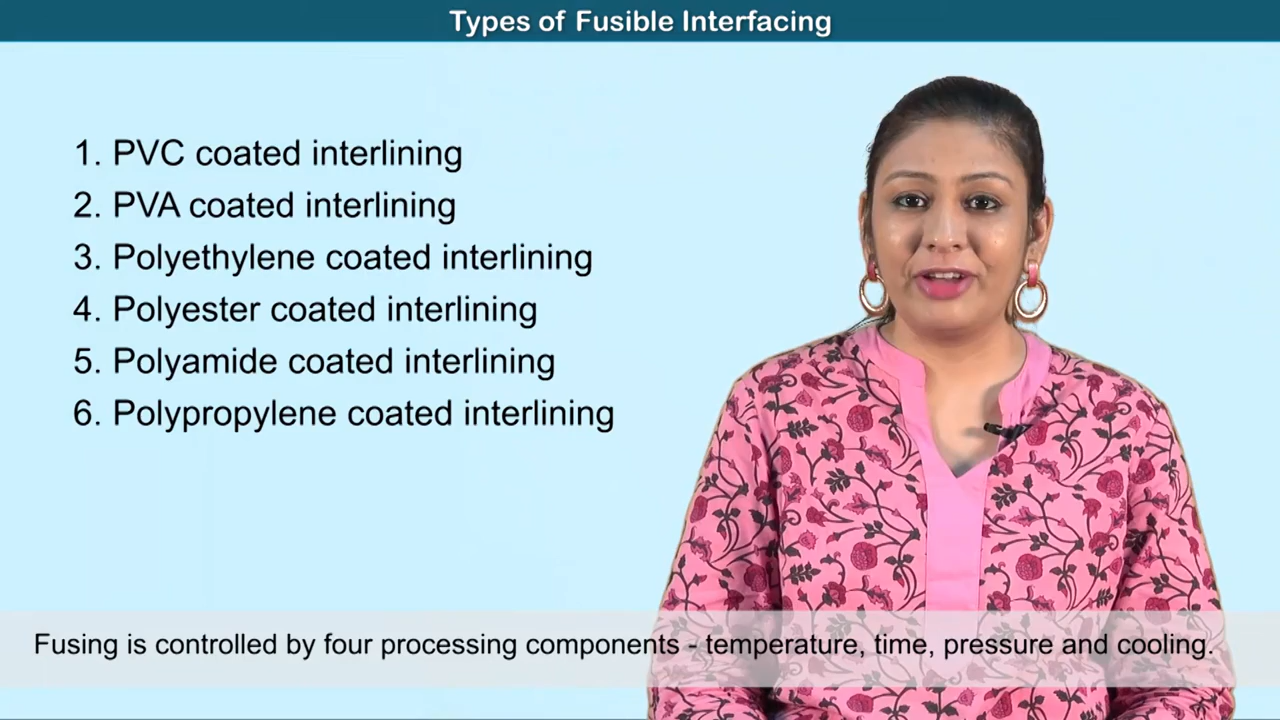 Types of Fusible Interfacing
1. PVC coated interlining
2. PVA coated interlining
3. Polyethylene coated interlining
4. Polyester coated interlining
5. Polyamide coated interlining
6. Polypropylene coated interlining
Fusing is controlled by four processing components - temperature, time, pressure and cooling.